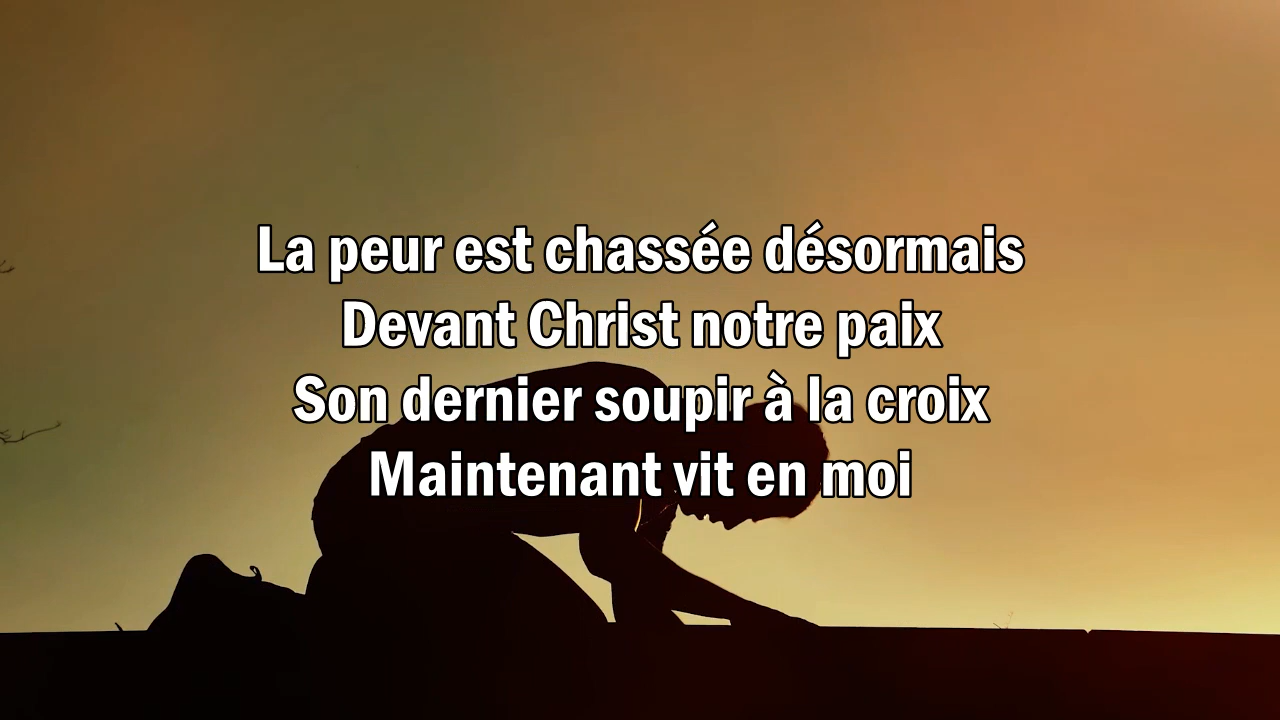 La peur est chassée désormais
Devant Christ notre paix
Son dernier soupir à la croix
Maintenant vit en moi